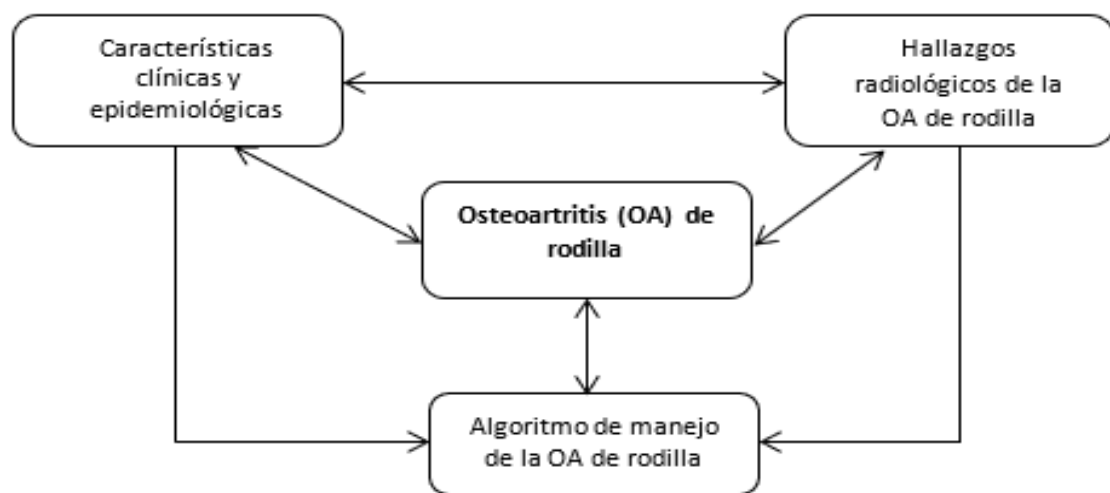 Característísticas
clínicas y
epidemiológicas
Hallazgos
radiológicos de la
OA de rodilla
Osteoartritis (OA) de
rodilla
Algoritmo de manejo
de la OA de rodilla